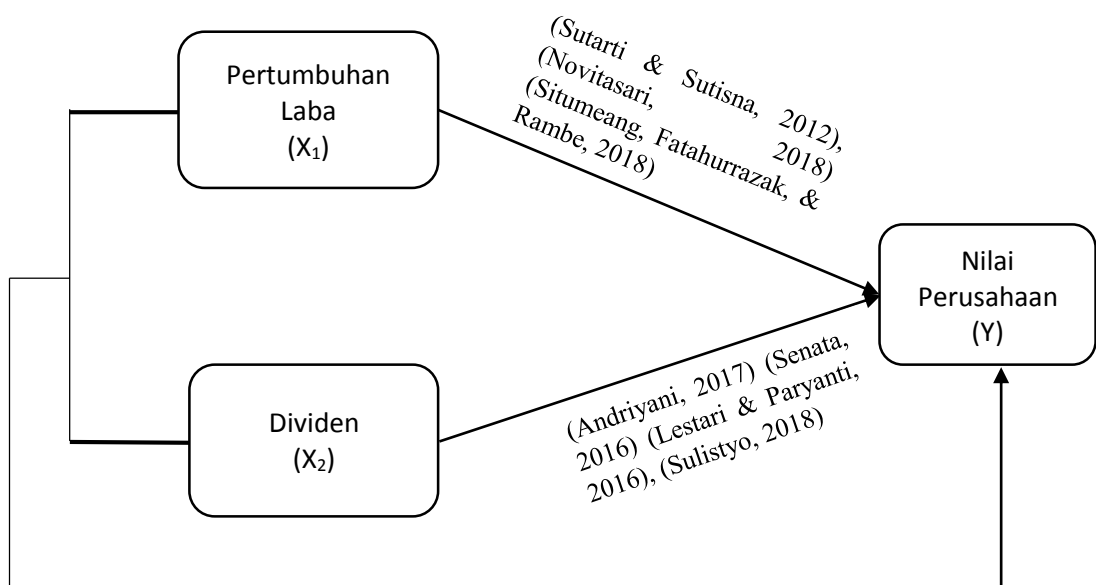 Pertumbuhan
Laba
(X₁)
(Sutarti & Sutisna, 2012),
(Novitasari, 2018)
(Situmeang, Fatahurrazak, &
Rambe, 2018)
Nilai
Perusahaan
(Y)
Dividen
(X₂)
(Andriyani, 2017) (Senata,
2016) (Lestari & Paryanti,
2016), (Sulistyo, 2018)